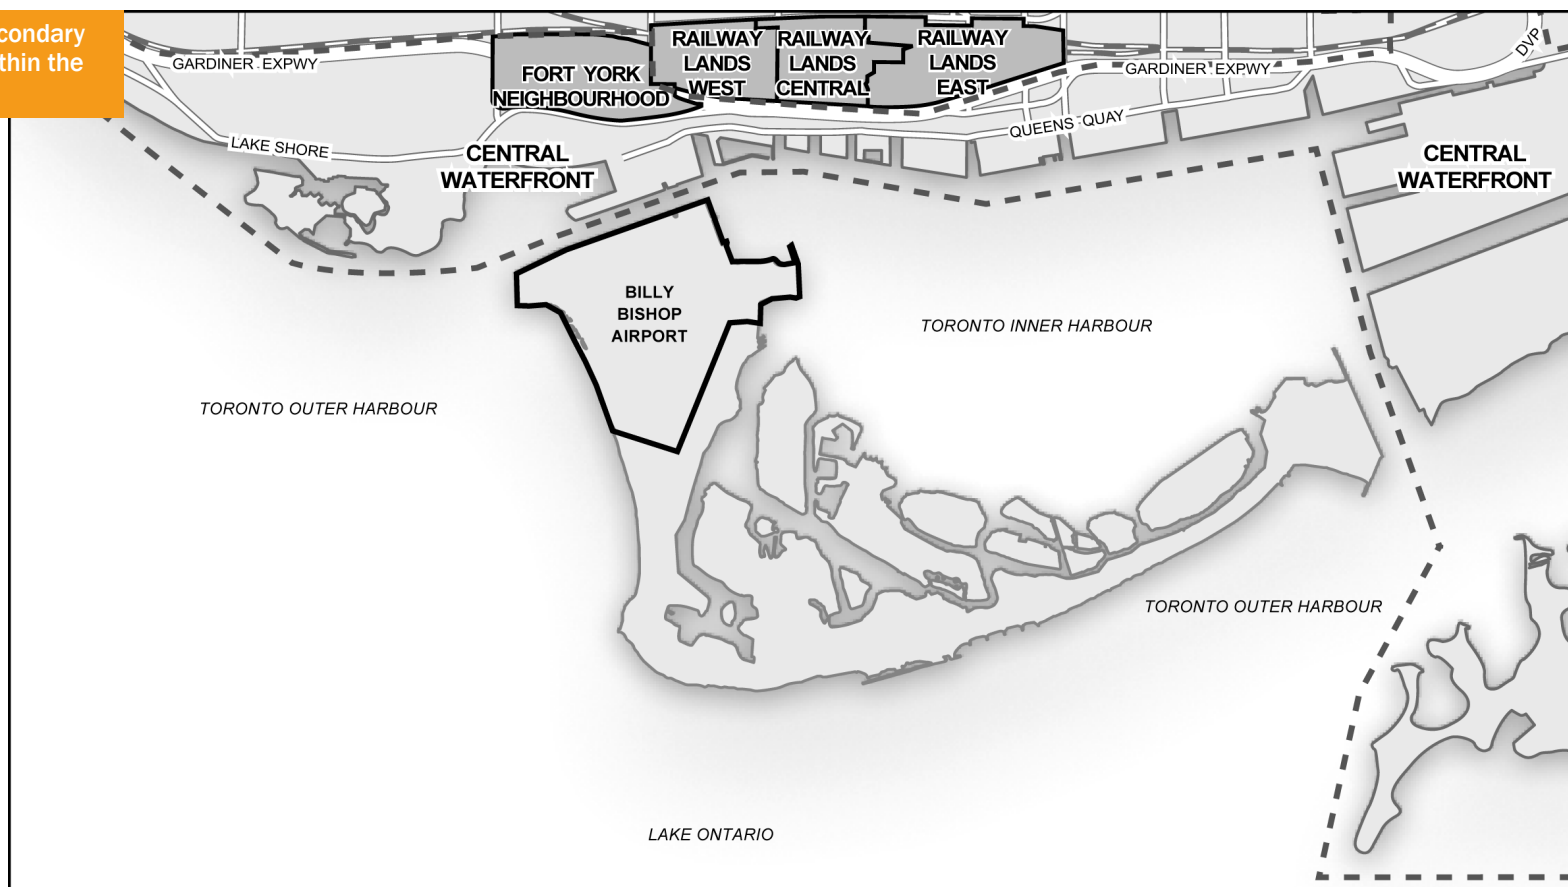 condary
thin the
GARDINER EXPWY
FORT YORK
NEIGHBOURHOOD
RAILWAY
LANDS
WEST
RAILWAY
LANDS
CENTRAL
RAILWAY
LANDS
EAST
GARDINER EXPWY
DVP
QUEENS QUAY
LAKE SHORE
CENTRAL
WATERFRONT
CENTRAL
WATERFRONT
BILLY
BISHOP
AIRPORT
TORONTO INNER HARBOUR
TORONTO OUTER HARBOUR
TORONTO OUTER HARBOUR
LAKE ONTARIO